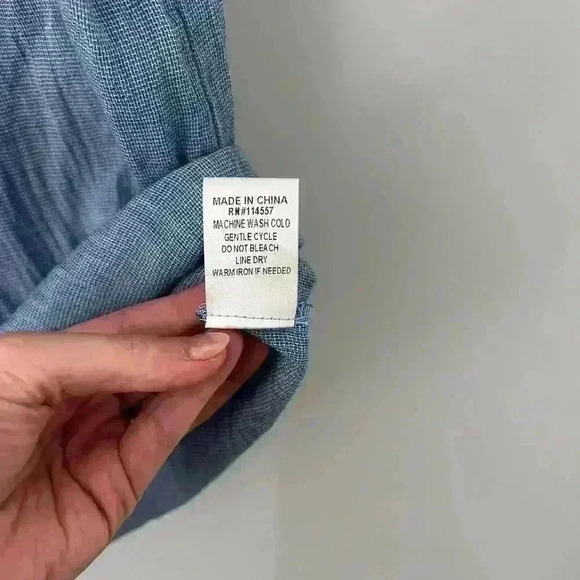 MADE IN CHINA
RN#114557
MACHINE WASH COLD
GENTLE CYCLE
DO NOT BLEACH
LINE DRY
WARM IRON IF NEEDED